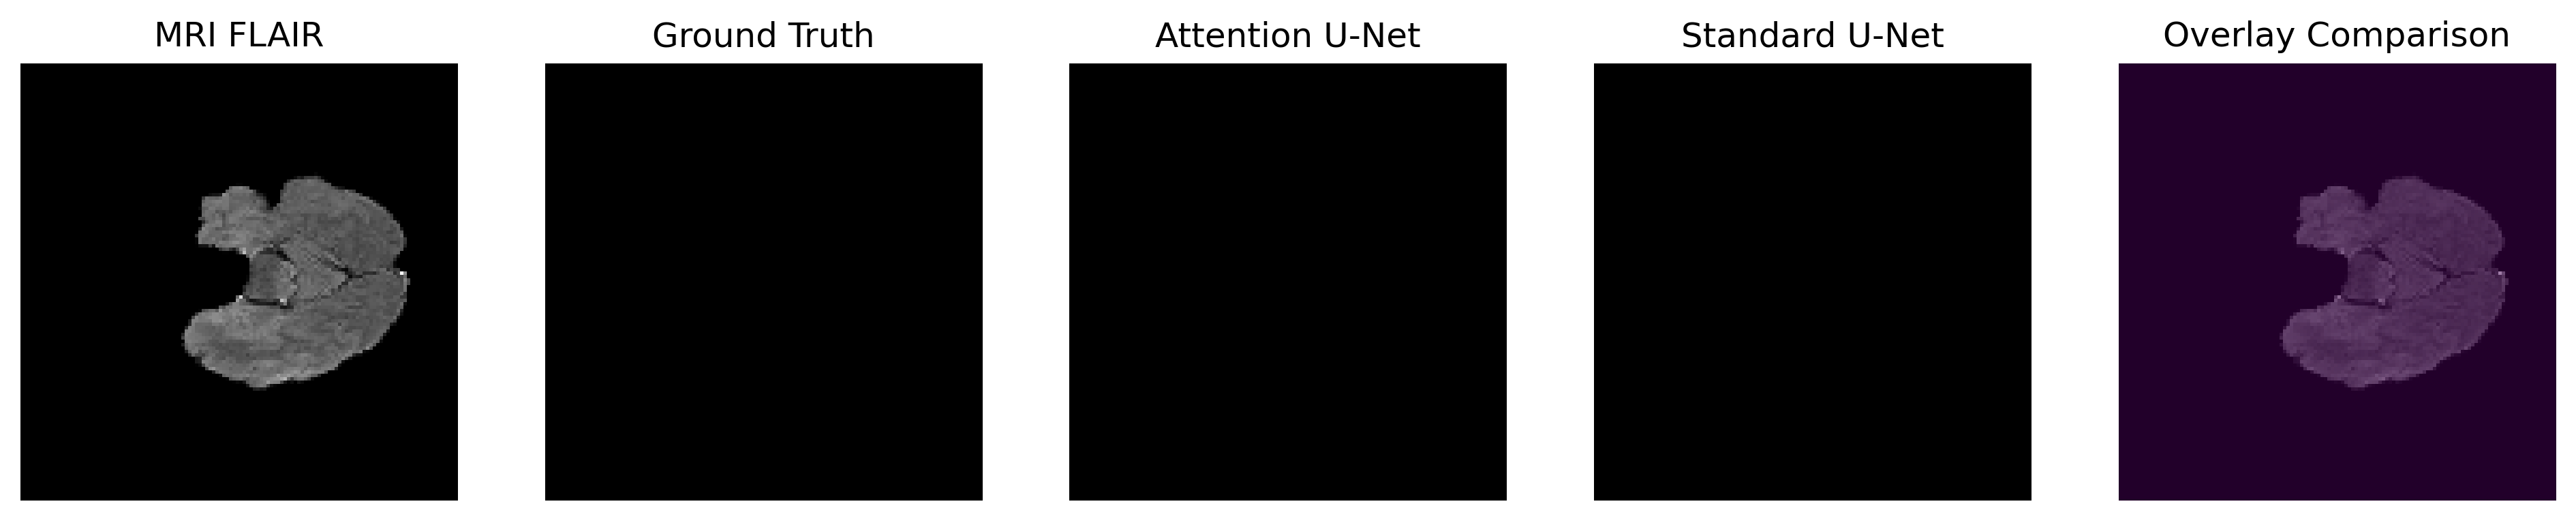 MRI FLAIR
Ground Truth
Attention U-Net
Standard U-Net
Overlay Comparison